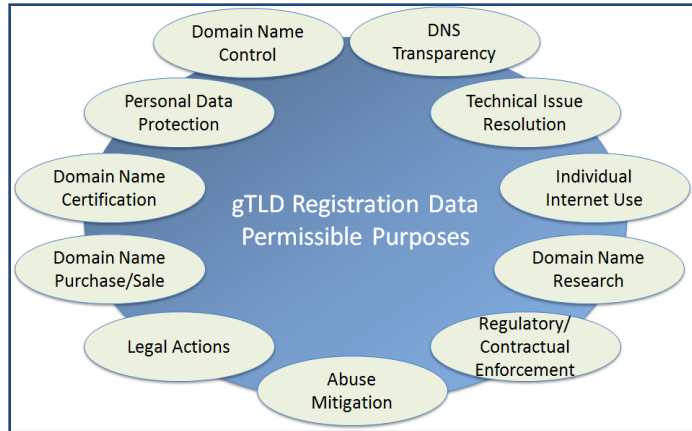 Domain Name
Control
DNS
Transparency
Personal Data
Protection
Technical Issue
Resolution
Domain Name
Certification
Individual
Internet Use
gTLD Registration Data
Permissible Purposes
Domain Name
Purchase/Sale
Domain Name
Research
Legal Actions
Regulatory/
Contractual
Enforcement
Abuse
Mitigation